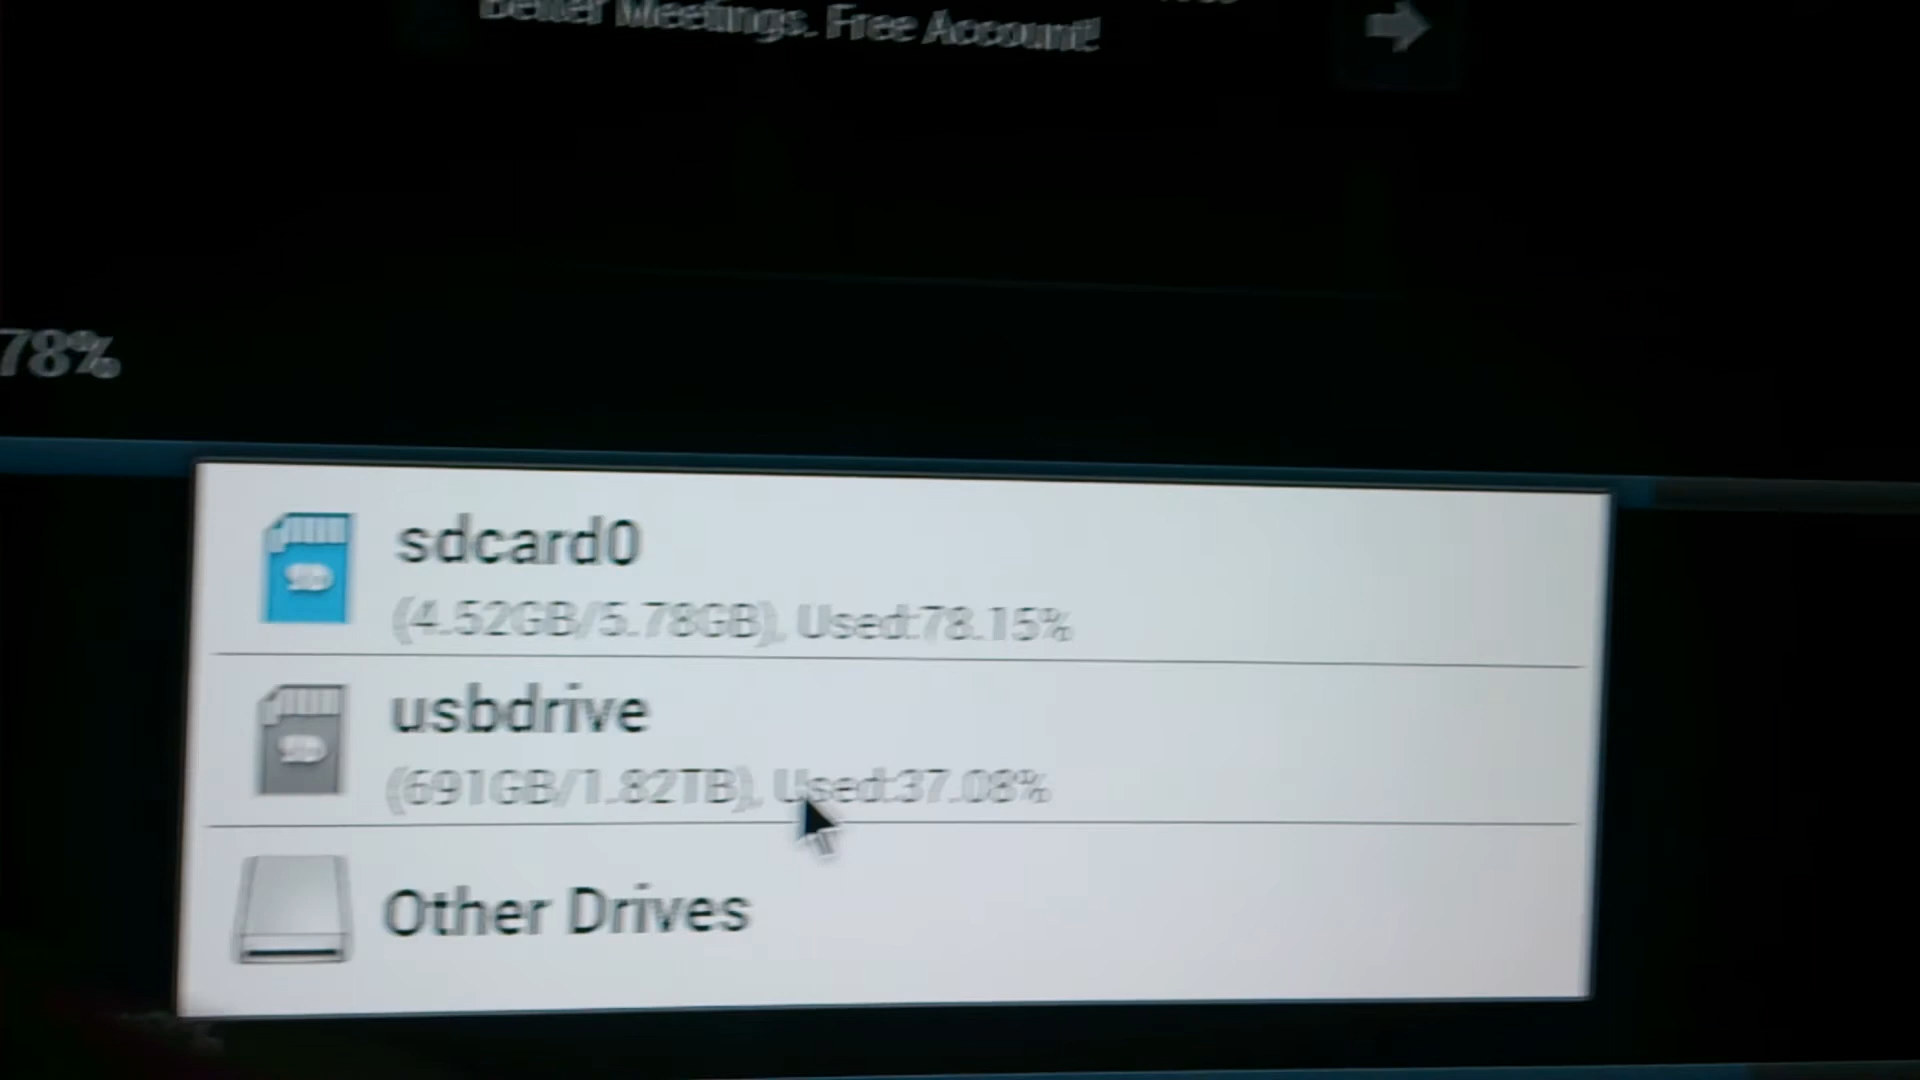 Better Meetings. Free Account!
78%
sdcard0
(4.52GB/5.78GB), Used:78.15%
usbdrive
(691GB/1.82TB), Used:37.08%
Other Drives